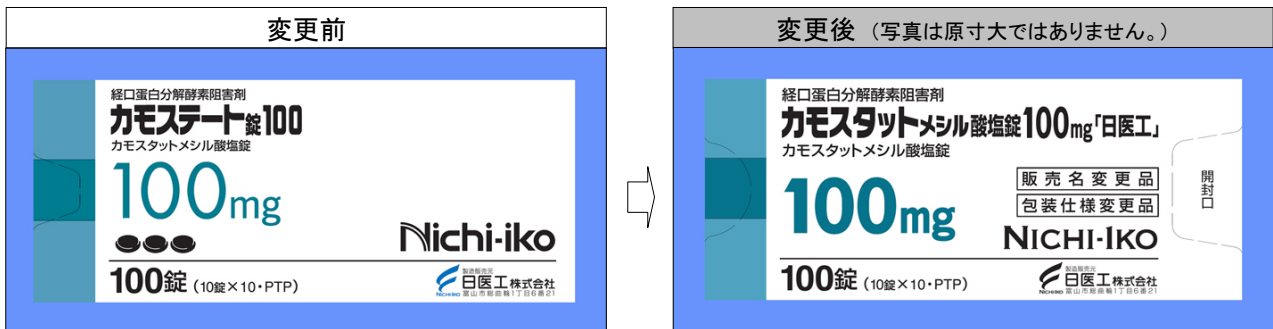 変更前
経口蛋白分解酵素阻害剤
カモステート錠100
カモスタットメシル酸塩錠
100mg
Nichi-iko
100錠 (10錠×10・PTP)
製造販売元
NICHI-IKO 日医工株式会社
富山市総曲輪1丁目6番21
変更後 (写真は原寸大ではありません。)
経口蛋白分解酵素阻害剤
カモスタットメシル酸塩錠100mg「日医工」
カモスタットメシル酸塩錠
100mg
販売名変更品
包装仕様変更品
開封口
NICHI-IKO
100錠 (10錠×10・PTP)
製造販売元
NICHI-IKO 日医工株式会社
富山市総曲輪1丁目6番21